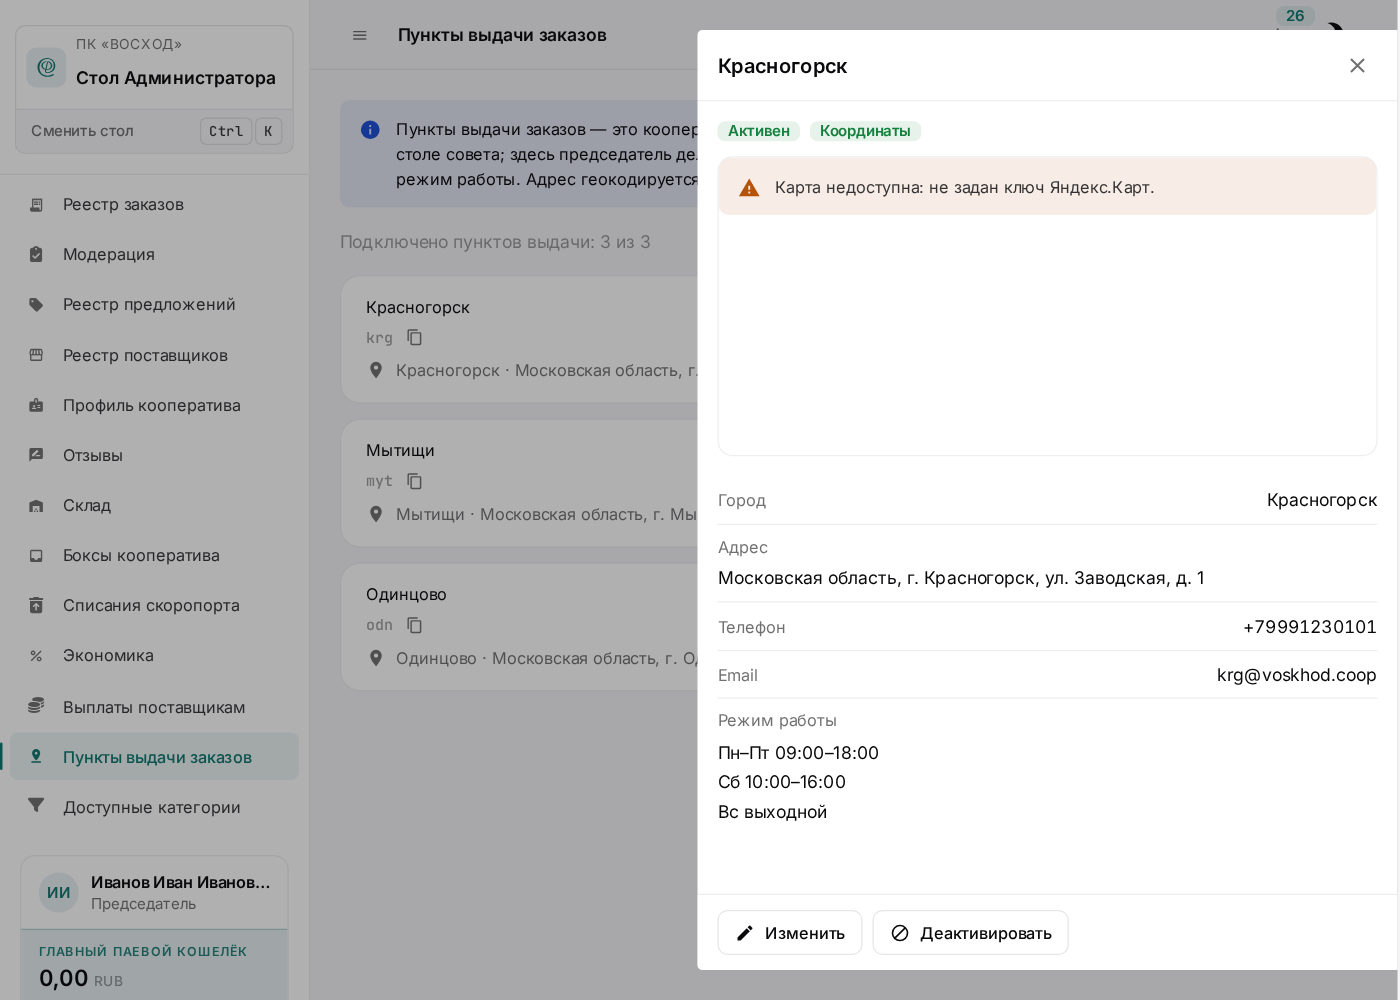 ПК «ВОСХОД»
Стол Администратора
Сменить стол
Ctrl K
Реестр заказов
Модерация
Реестр предложений
Реестр поставщиков
Профиль кооператива
Отзывы
Склад
Боксы кооператива
Списания скоропорта
Экономика
Выплаты поставщикам
Пункты выдачи заказов
Доступные категории
ИИ
Иванов Иван Иванов...
Председатель
ГЛАВНЫЙ ПАЕВОЙ КОШЕЛЁК
0,00 RUB
Пункты выдачи заказов
26
Пункты выдачи заказов — это
столе совета; здесь председатель
режим работы. Адрес геокодируется
Подключено пунктов выдачи: 3 из 3
Красногорск
krg
Красногорск · Московская область, г.
Мытищи
myt
Мытищи · Московская область, г.
Одинцово
odn
Одинцово · Московская область, г.
Красногорск
Активен
Координаты
Карта недоступна: не задан ключ Яндекс.Карт.
Город
Красногорск
Адрес
Московская область, г. Красногорск, ул. Заводская, д. 1
Телефон
+79991230101
Email
krg@voskhod.coop
Режим работы
Пн–Пт 09:00–18:00
Сб 10:00–16:00
Вс выходной
Изменить
Деактивировать